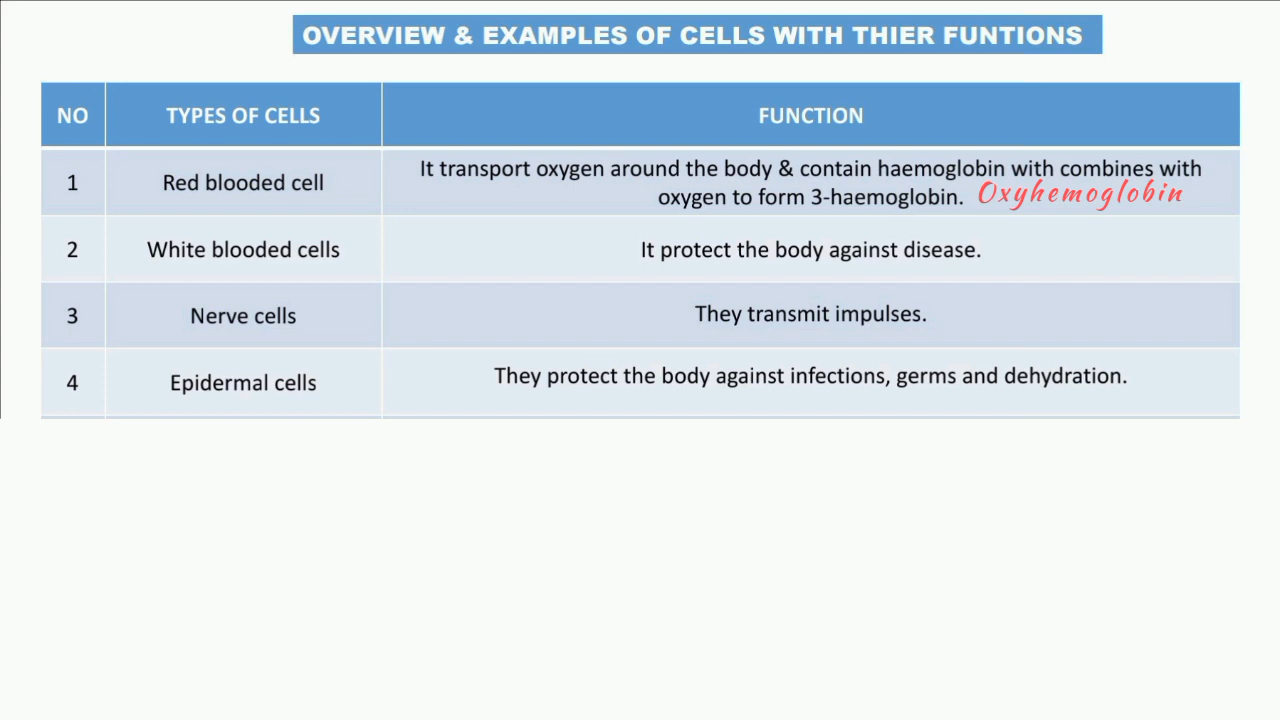 OVERVIEW & EXAMPLES OF CELLS WITH THIER FUNTIONS
NO TYPES OF CELLS FUNCTION
1 Red blooded cell It transport oxygen around the body & contain haemoglobin with combines with
oxygen to form 3-haemoglobin. Oxyhemoglobin
2 White blooded cells It protect the body against disease.
3 Nerve cells They transmit impulses.
4 Epidermal cells They protect the body against infections, germs and dehydration.